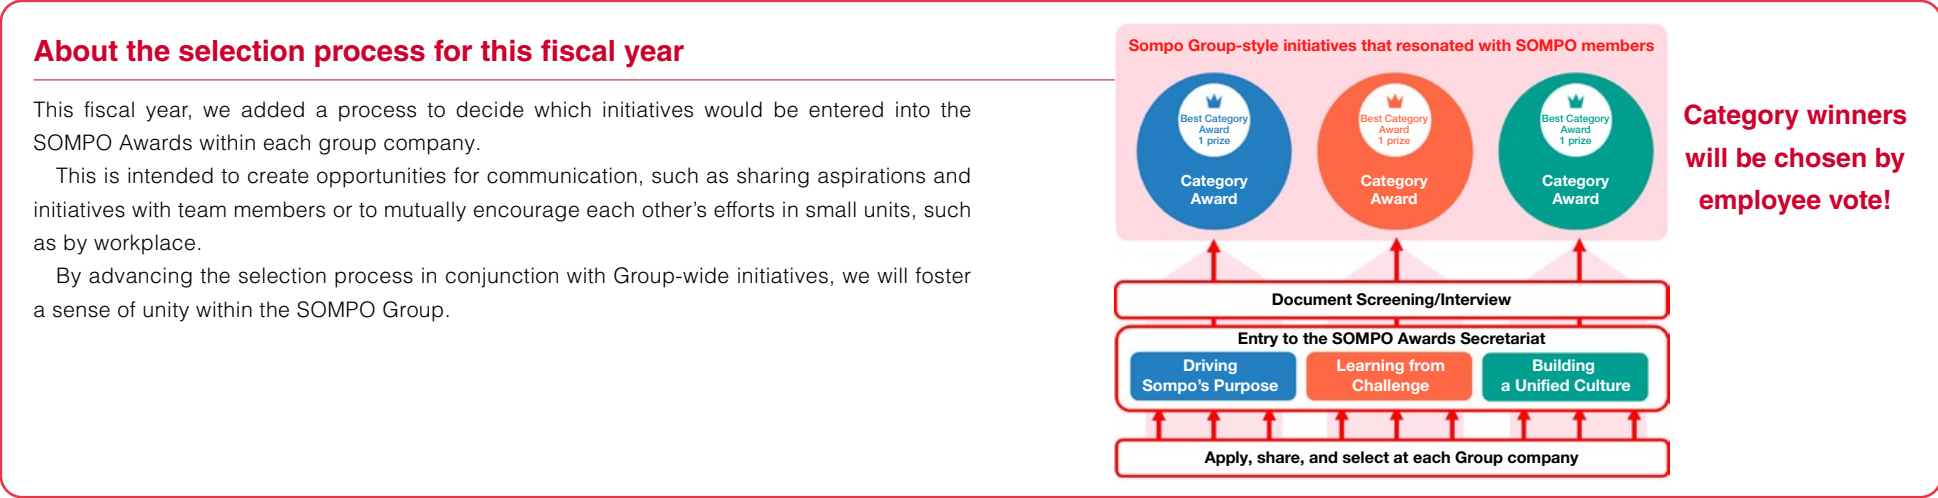 About the selection process for this fiscal year
This fiscal year, we added a process to decide which initiatives would be entered into the
SOMPO Awards within each group company.
This is intended to create opportunities for communication, such as sharing aspirations and
initiatives with team members or to mutually encourage each other's efforts in small units, such
as by workplace.
By advancing the selection process in conjunction with Group-wide initiatives, we will foster
a sense of unity within the SOMPO Group.
Sompo Group-style initiatives that resonated with SOMPO members
Best Category
Award
1 prize
Category
Award
Best Category
Award
1 prize
Category
Award
Best Category
Award
1 prize
Category
Award
Category winners
will be chosen by
employee vote!
Document Screening/Interview
Entry to the SOMPO Awards Secretariat
Driving
Sompo's Purpose
Learning from
Challenge
Building
a Unified Culture
Apply, share, and select at each Group company